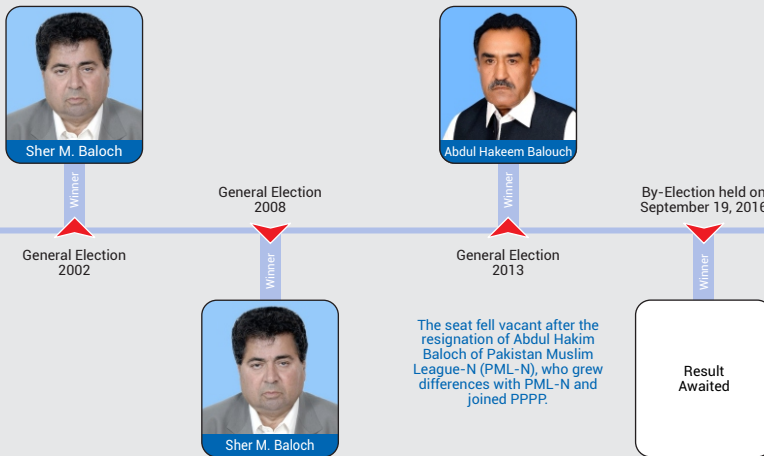 Sher M. Baloch
Winner
General Election
2002
General Election
2008
Winner
Sher M. Baloch
Abdul Hakeem Balouch
Winner
General Election
2013
The seat fell vacant after the
resignation of Abdul Hakim
Baloch of Pakistan Muslim
League-N (PML-N), who grew
differences with PML-N and
joined PPPP.
By-Election held on
September 19, 2016
Winner
Result
Awaited